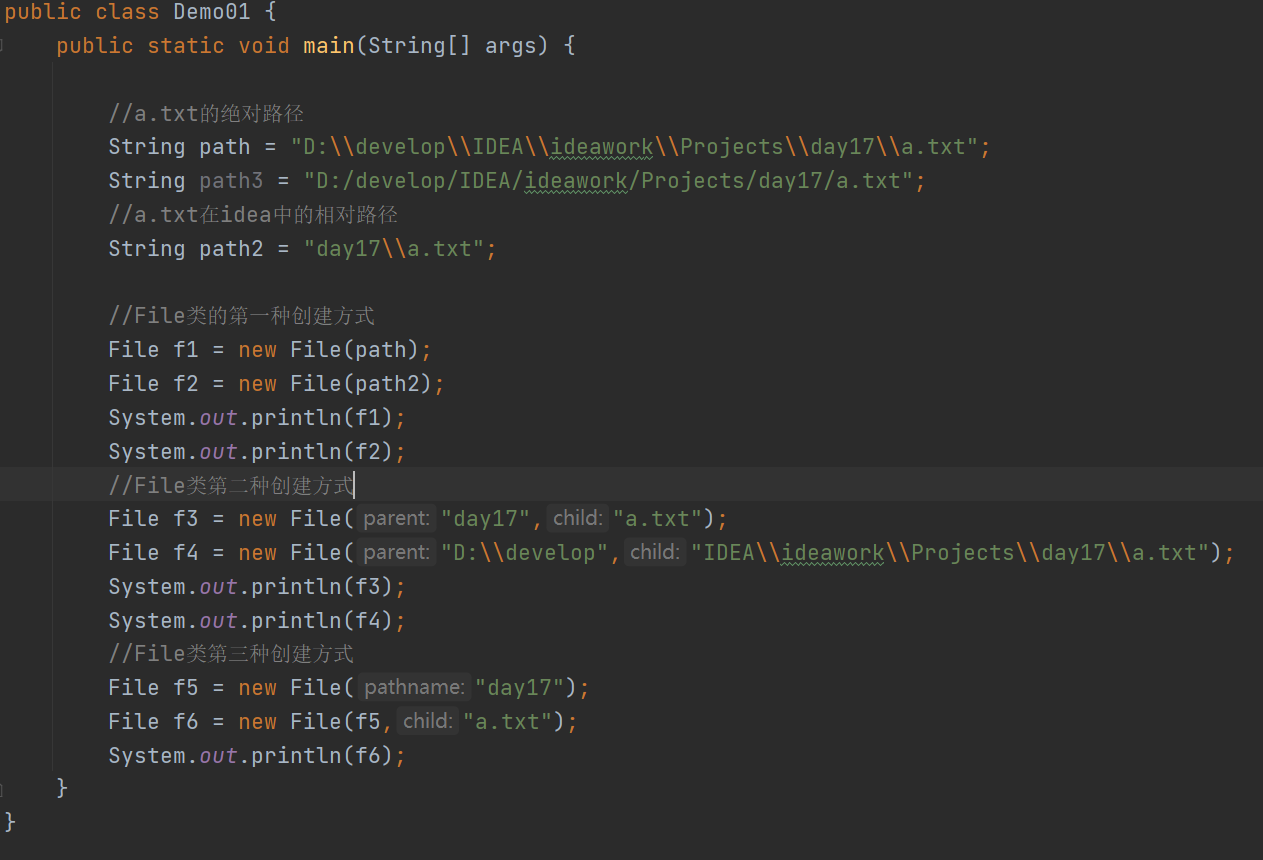 public class Demo01 {
public static void main(String[] args) {
//a.txt的绝对路径
String path = "D:\\develop\\IDEA\\ideawork\\Projects\\day17\\a.txt";
String path3 = "D:/develop/IDEA/ideawork/Projects/day17/a.txt";
//a.txt在idea中的相对路径
String path2 = "day17\\a.txt";
//File类的第一种创建方式
File f1 = new File(path);
File f2 = new File(path2);
System.out.println(f1);
System.out.println(f2);
//File类第二种创建方式
File f3 = new File( parent: "day17", child: "a.txt");
File f4 = new File( parent: "D:\\develop", child: "IDEA\\ideawork\\Projects\\day17\\a.txt");
System.out.println(f3);
System.out.println(f4);
//File类第三种创建方式
File f5 = new File( pathname: "day17");
File f6 = new File(f5, child: "a.txt");
System.out.println(f6);
}
}